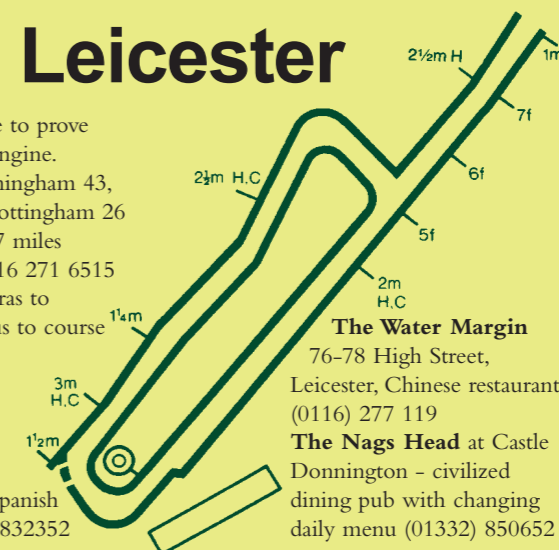 Leicester
e to prove
ngine.
ningham 43,
ottingham 26
7 miles
16 271 6515
ras to
us to course
panish
832352
2½m H
1m
7f
6f
5f
2½m H.C
2m
H.C
1¼m
3m
H.C
1½m
The Water Margin
76-78 High Street,
Leicester, Chinese restaurant
(0116) 277 119
The Nags Head at Castle
Donnington - civilized
dining pub with changing
daily menu (01332) 850652